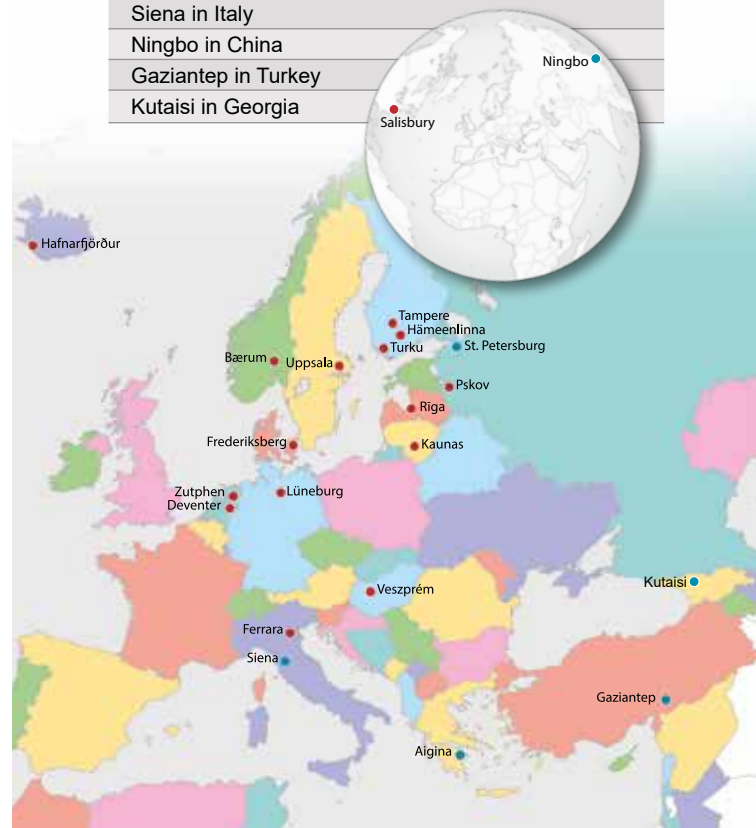 Siena in Italy
Ningbo in China
Gaziantep in Turkey
Kutaisi in Georgia
Ningbo
Salisbury
Hafnarfjörður
Tampere
Hämeenlinna
Turku
St. Petersburg
Bærum
Uppsala
Pskov
Rīga
Frederiksberg
Kaunas
Zutphen
Lüneburg
Deventer
Kutaisi
Veszprém
Ferrara
Siena
Gaziantep
Aigina